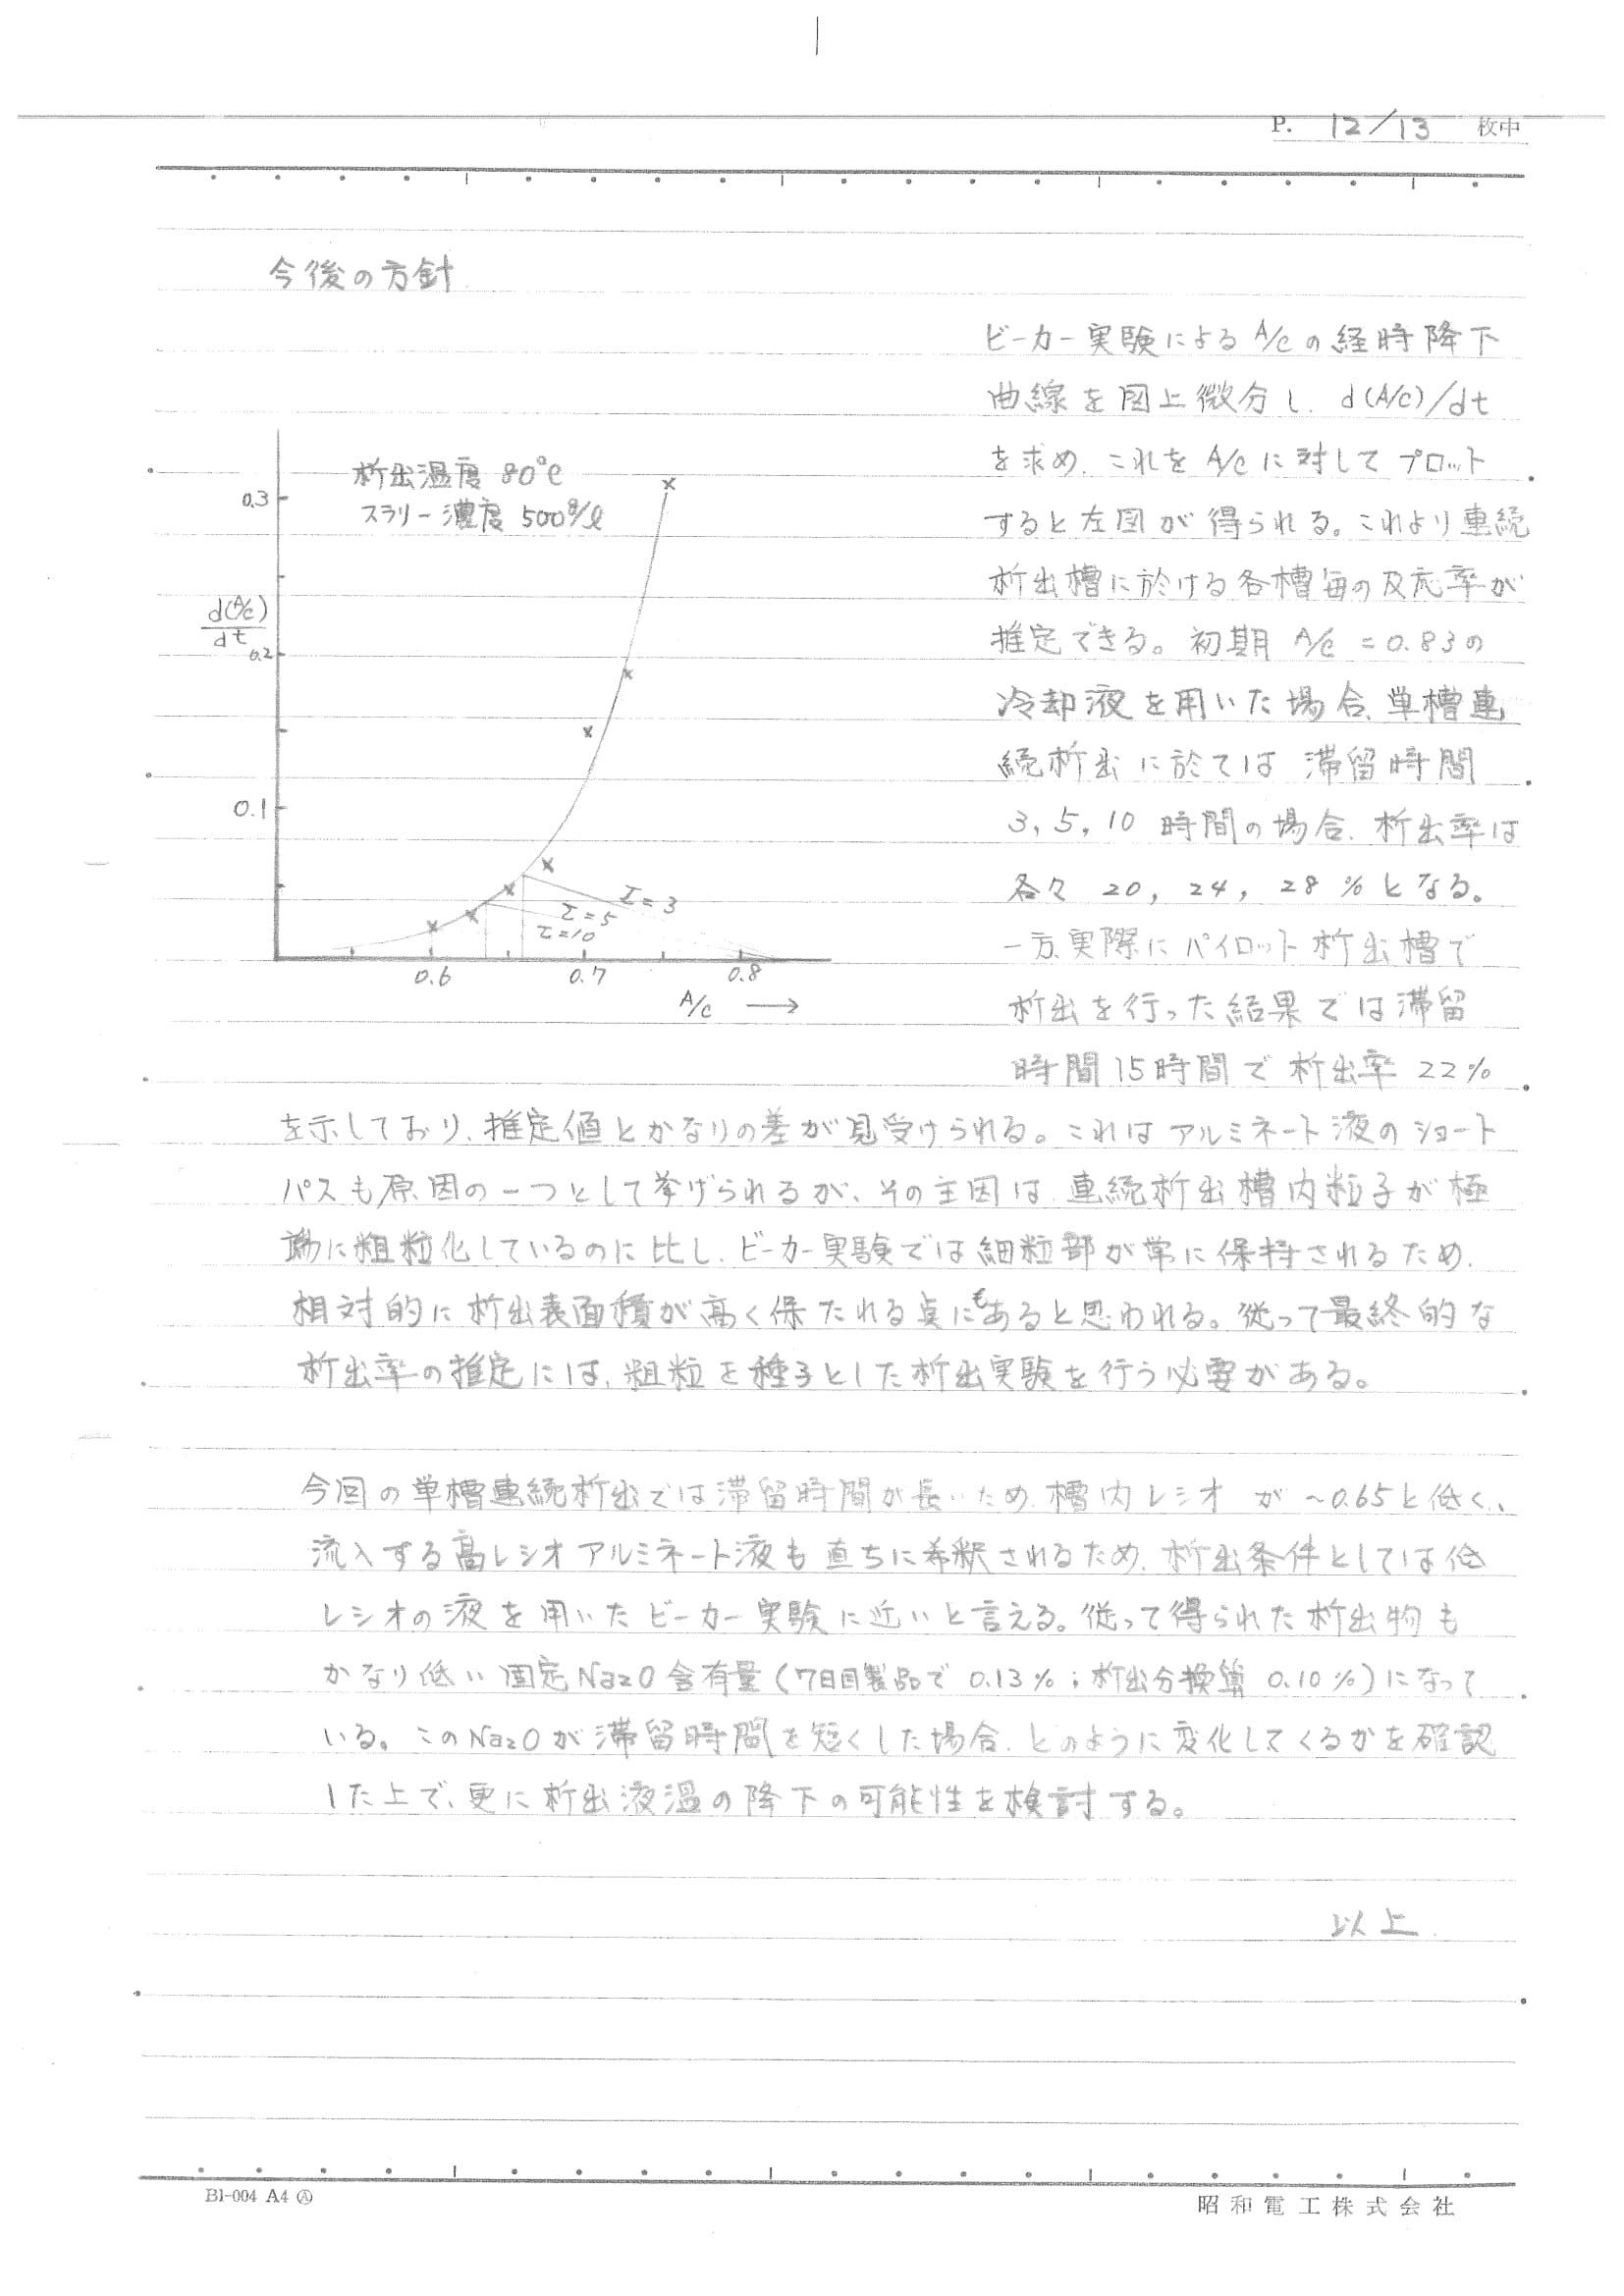 P. 12/13 枚中
今後の方針
ビーカー実験による A/C の経時降下
曲線を図上微分し、d(A/C)/dt
を求め、これを A/C に対して プロット
すると左図が得られる。これより連続
析出槽に於ける各槽毎の反応率が
推定できる。初期 A/C = 0.83の
冷却液を用いた場合、単槽連
続析出に於ては 滞留時間
3, 5, 10 時間の場合、析出率は
各々 20, 24, 28 % となる。
一方、実際に パイロット析出槽で
析出を行った結果では滞留
時間15時間で 析出率 22%
析出温度 80℃
スラリー濃度 500g/l
0.3
d(A/C)/dt
0.2
0.1
τ=3
τ=5
τ=10
0.6 0.7 0.8
A/C →
を示しており、推定値とかなりの差が見受けられる。これはアルミネート液のショート
パスも原因の一つとして挙げられるが、その主因は、連続析出槽内粒子が極
端に粗粒化しているのに比し、ビーカー実験では細粒部が常に保持されるため、
相対的に析出表面積が高く保たれる点にもあると思われる。従って最終的な
析出率の推定には、粗粒を種子とした析出実験を行う必要がある。
今回の単槽連続析出では滞留時間が長いため、槽内レシオ が ~0.65と低く、
流入する高レシオアルミネート液も直ちに希釈されるため、析出条件としては低
レシオの液を用いたビーカー実験に近いと言える。従って得られた析出物も
かなり低い固定Na₂O含有量(7日目製品で 0.13%; 析出分換算 0.10%)になって
いる。このNa₂Oが滞留時間を短くした場合、どのように変化してくるかを確認
した上で、更に析出液温の降下の可能性を検討する。
以上
B1-004 A4 Ⓐ
昭和電工株式会社